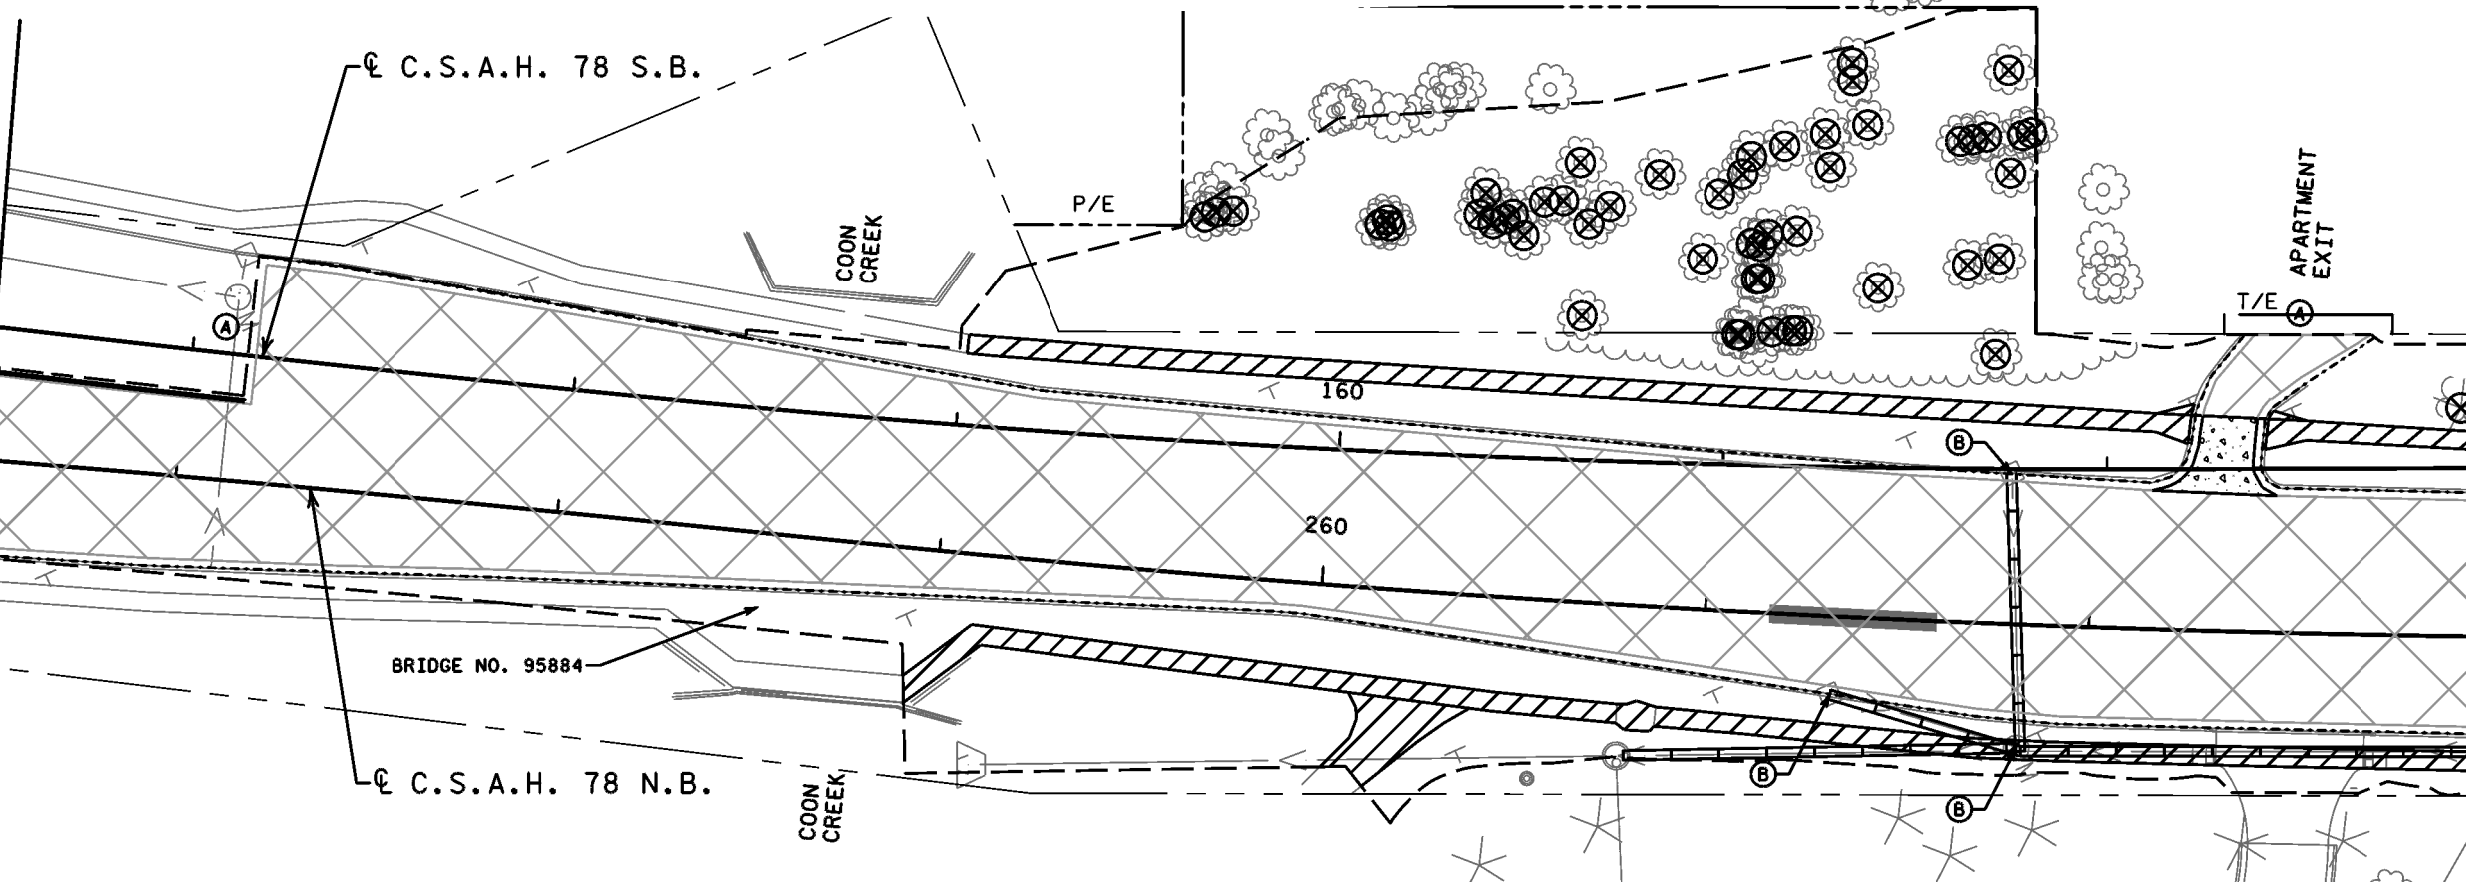 ℄ C.S.A.H. 78 S.B.
P/E
COON
CREEK
APARTMENT
EXIT
T/E
A
A
160
B
260
BRIDGE NO. 95884
℄ C.S.A.H. 78 N.B.
COON
CREEK
B
B